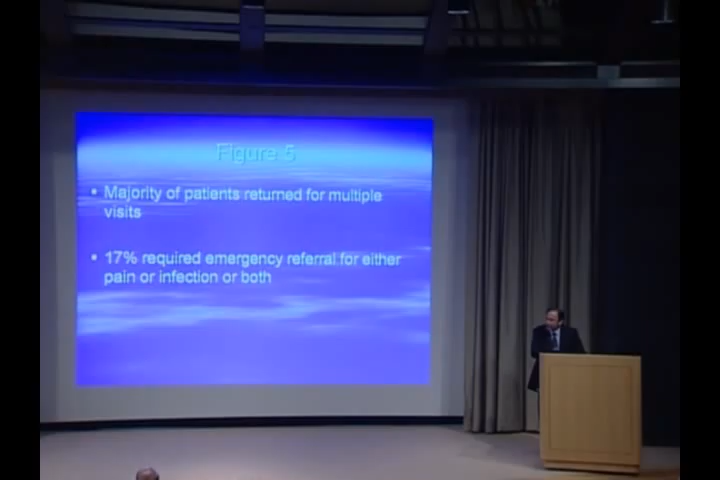 Figure 5
• Majority of patients returned for multiple
visits
• 17% required emergency referral for either
pain or infection or both